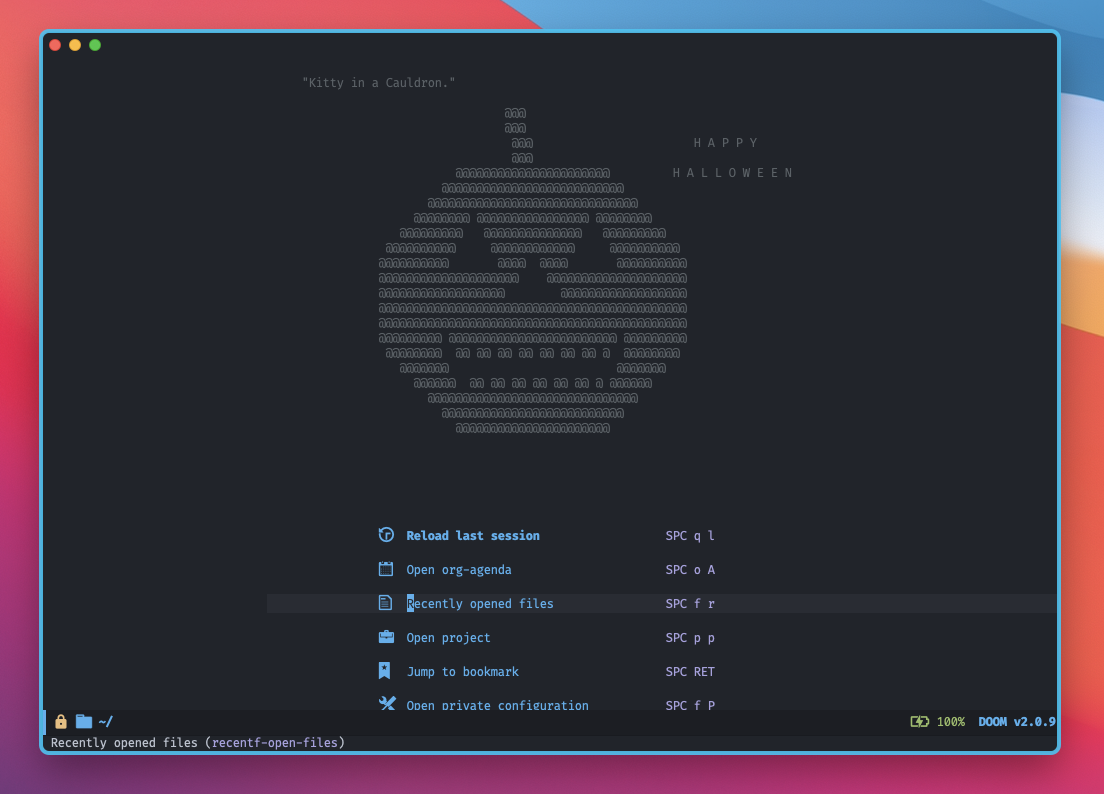 "Kitty in a Cauldron."
H A P P Y
H A L L O W E E N
Reload last session SPC q l
Open org-agenda SPC o A
Recently opened files SPC f r
Open project SPC p p
Jump to bookmark SPC RET
Open private configuration SPC f P
~/ 100% DOOM v2.0.9
Recently opened files (recentf-open-files)